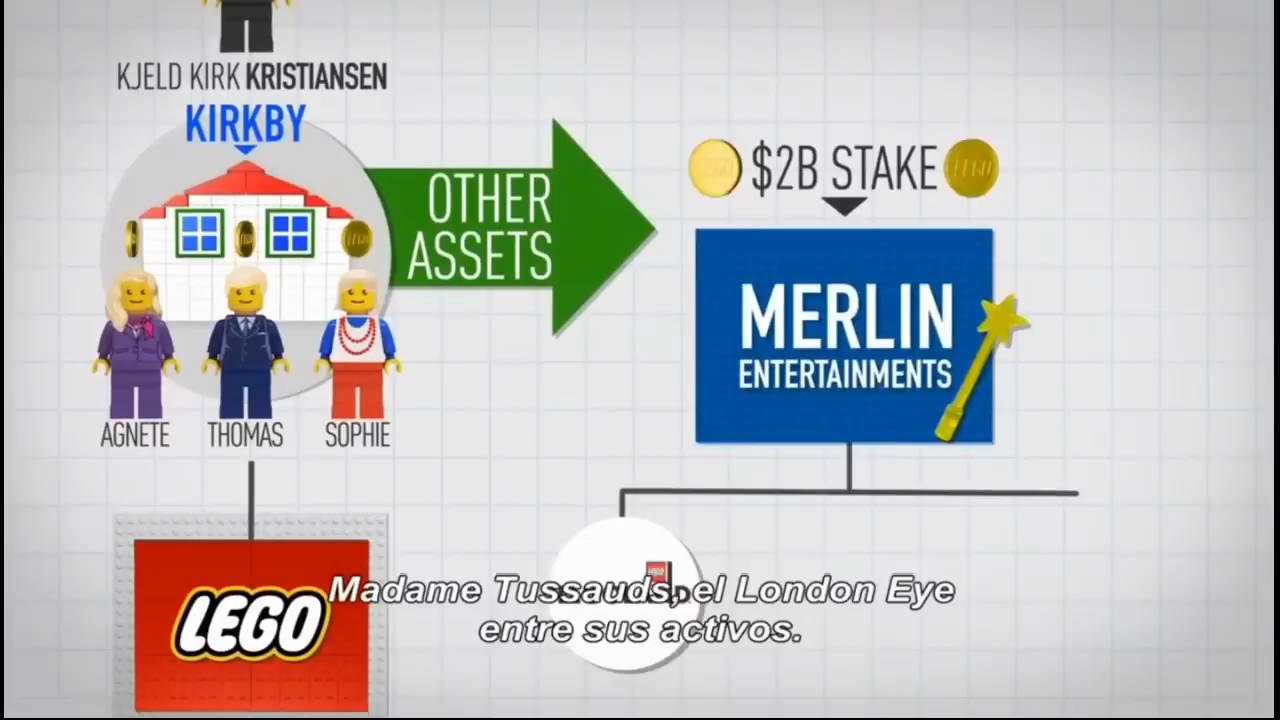 KJELD KIRK KRISTIANSEN
KIRKBY
OTHER
ASSETS
$2B STAKE
MERLIN
ENTERTAINMENTS
AGNETE THOMAS SOPHIE
LEGO
LEGO
Madame Tussauds, el London Eye
entre sus activos.